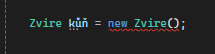 Zvire kůň = new Zvire();